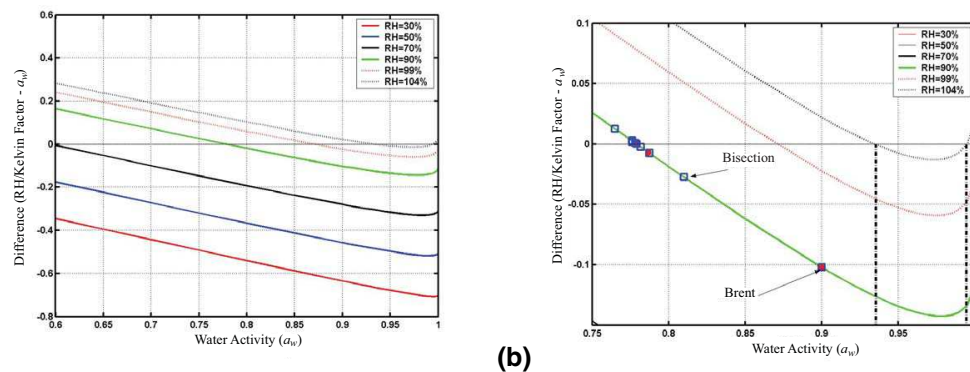 0.6
0.4
0.2
0
-0.2
-0.4
-0.6
-0.8
0.6
0.65
0.7
0.75
0.8
0.85
0.9
0.95
1
Difference (RH/Kelvin Factor - aw)
Water Activity (aw)
RH=30%
RH=50%
RH=70%
RH=90%
RH=99%
RH=104%
(b)
0.1
0.05
0
-0.05
-0.1
0.75
0.8
0.85
0.9
0.95
Difference (RH/Kelvin Factor - aw)
Water Activity (aw)
RH=30%
RH=50%
RH=70%
RH=90%
RH=99%
RH=104%
Bisection
Brent